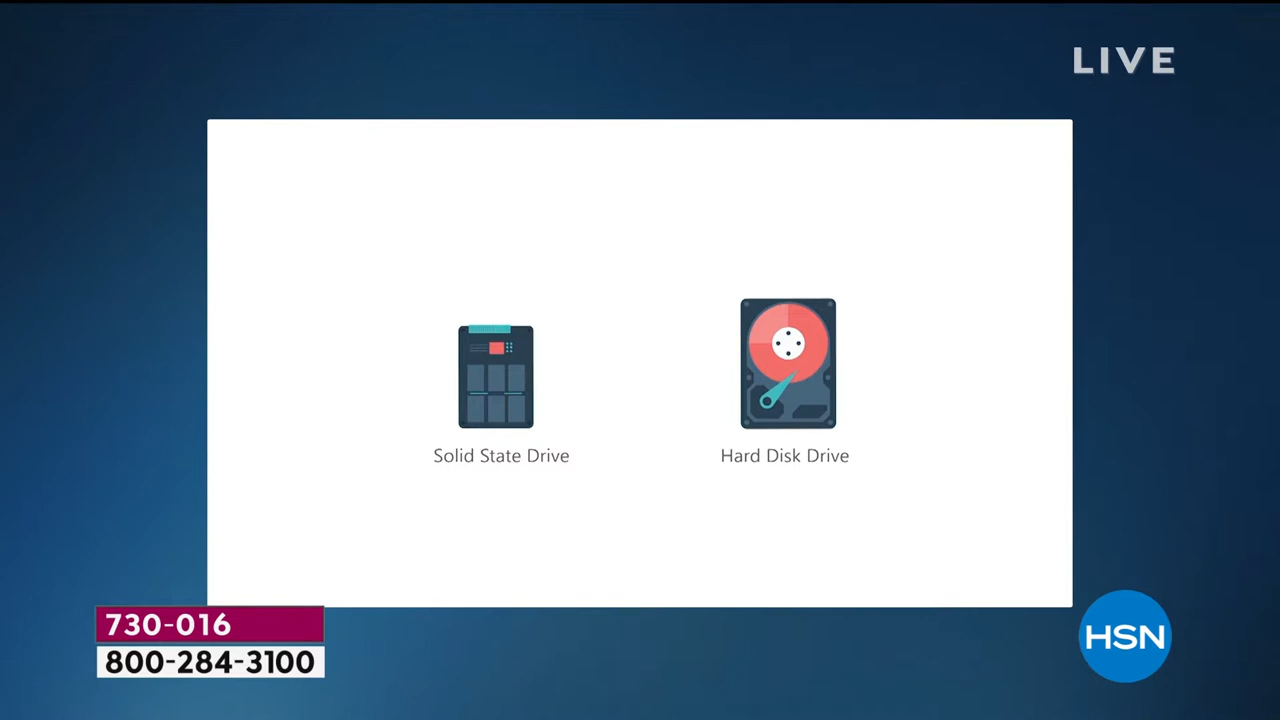 LIVE
Solid State Drive
Hard Disk Drive
730-016
800-284-3100
HSN